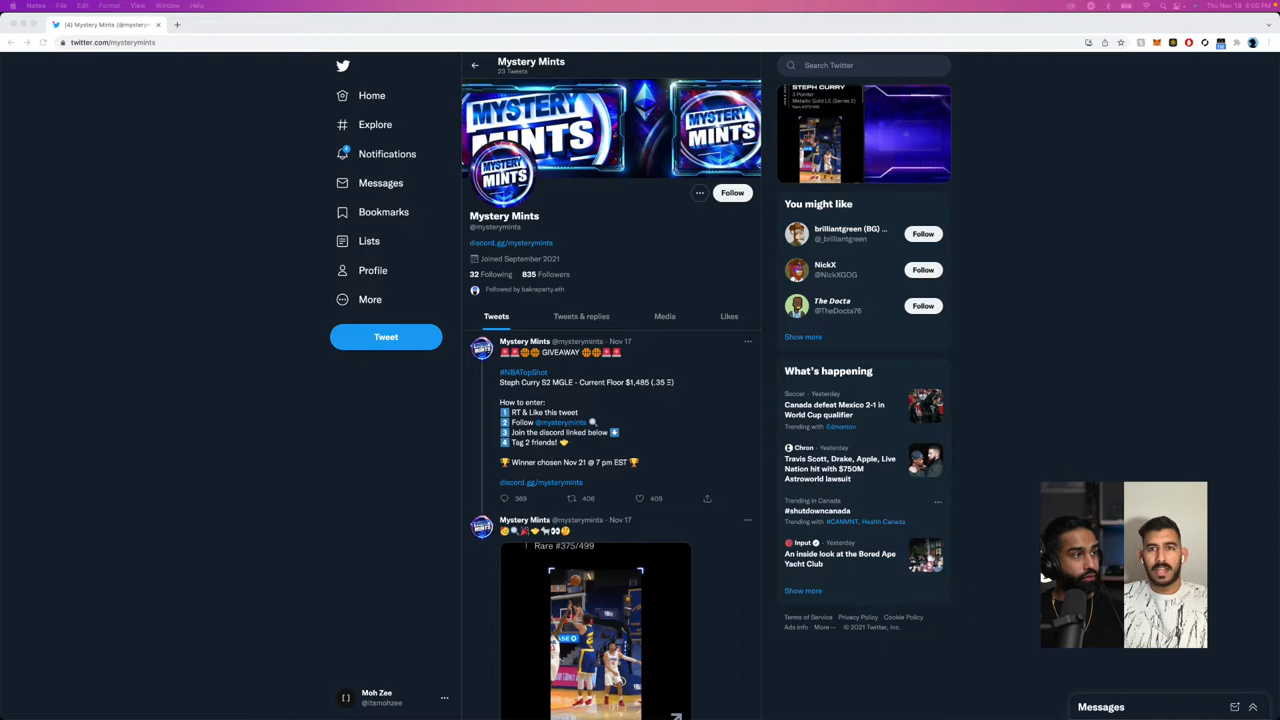 Notes File Edit Format View Window Help
Thu Nov 18 4:00 PM
(4) Mystery Mints (@mystery
twitter.com/mysterymints
Mystery Mints
23 Tweets
Search Twitter
Home
Explore
4
Notifications
Messages
Bookmarks
Lists
Profile
More
Tweet
MYSTERY
MINTS
MYSTERY
MINTS
MYSTERY
MINTS
Follow
Mystery Mints
@mysterymints
discord.gg/mysterymints
Joined September 2021
32 Following 835 Followers
Followed by bakraparty.eth
Tweets Tweets & replies Media Likes
Mystery Mints @mysterymints · Nov 17
GIVEAWAY
#NBATopShot
Steph Curry S2 MGLE - Current Floor $1,485 (.35 Ξ)
How to enter:
1 RT & Like this tweet
2 Follow @mysterymints
3 Join the discord linked below
4 Tag 2 friends!
Winner chosen Nov 21 @ 7 pm EST
discord.gg/mysterymints
369 406 405
Mystery Mints @mysterymints · Nov 17
Rare #375/499
ASE
STEPH CURRY
3 Pointer
Metallic Gold LE (Series 2)
Rare #375/499
You might like
brilliantgreen (BG) ...
@_brilliantgreen
Follow
NickX
@NickXGOG
Follow
The Docta
@TheDocta76
Follow
Show more
What's happening
Soccer · Yesterday
Canada defeat Mexico 2-1 in
World Cup qualifier
Trending with Edmonton
Chron · Yesterday
Travis Scott, Drake, Apple, Live
Nation hit with $750M
Astroworld lawsuit
Trending in Canada
#shutdowncanada
Trending with #CANMNT, Health Canada
Input · Yesterday
An inside look at the Bored Ape
Yacht Club
Show more
Terms of Service Privacy Policy Cookie Policy
Ads info More ··· © 2021 Twitter, Inc.
Moh Zee
@itsmohzee
Messages